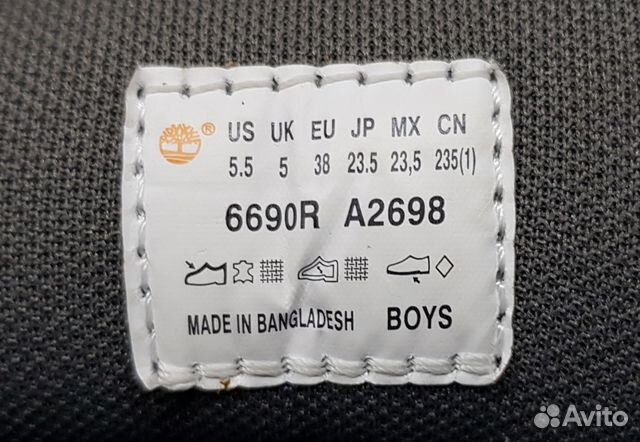 ® US UK EU JP MX CN
5.5 5 38 23.5 23,5 235(1)
6690R A2698
MADE IN BANGLADESH BOYS
Avito